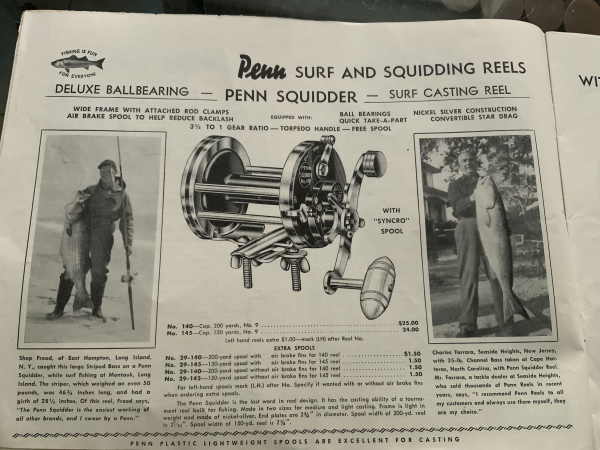 FISHING IS FUN
FOR EVERYONE
Penn SURF AND SQUIDDING REELS
DELUXE BALLBEARING — PENN SQUIDDER — SURF CASTING REEL
WIDE FRAME WITH ATTACHED ROD CLAMPS
AIR BRAKE SPOOL TO HELP REDUCE BACKLASH
EQUIPPED WITH:
BALL BEARINGS
QUICK TAKE-A-PART
NICKEL SILVER CONSTRUCTION
CONVERTIBLE STAR DRAG
3⅓ TO 1 GEAR RATIO — TORPEDO HANDLE — FREE SPOOL
WITH
"SYNCRO"
SPOOL
No. 140—Cap. 200 yards, No. 9 $25.00
No. 145—Cap. 150 yards, No. 9 24.00
Left hand reels extra $1.00—mark (LH) after Reel No.
EXTRA SPOOLS
No. 29-140—200-yard spool with air brake fins for 140 reel $1.50
No. 29-145—150-yard spool with air brake fins for 145 reel 1.50
No. 29-140—200-yard spool without air brake fins for 140 reel 1.50
No. 29-145—150-yard spool without air brake fins for 145 reel 1.50
For left-hand spools mark (L.H.) after No. Specify if wanted with or without air brake fins
when ordering extra spools.
The Penn Squidder is the last word in reel design. It has the casting ability of a tourna-
ment reel built for fishing. Made in two sizes for medium and light casting. Frame is light in
weight and made of nickel-silver. End plates are 2⅞" in diameter. Spool width of 200-yd.
reel is Spool width of 150-yd. reel is
Shop Frood, of East Hampton, Long Island,
N. Y., caught this large Striped Bass on a Penn
Squidder, while surf fishing at Montauk, Long
Island. The striper, which weighed an even 50
pounds, was 46½ inches long, and had a
girth of 28½ inches. Of this reel, Frood, says,
"The Penn Squidder is the easiest working of
all other brands, and I swear by a Penn."
Charles Farrara, Seaside Heights, New Jersey,
with 35-lb. Channel Bass taken at Cape Hat-
teras, North Carolina, with Penn Squidder Reel.
Mr. Farrara, a tackle dealer at Seaside Heights,
who sold thousands of Penn Reels in recent
years, says, "I recommend Penn Reels to all
my customers and always use them myself, they
are my choice."
PENN PLASTIC LIGHTWEIGHT SPOOLS ARE EXCELLENT FOR CASTING